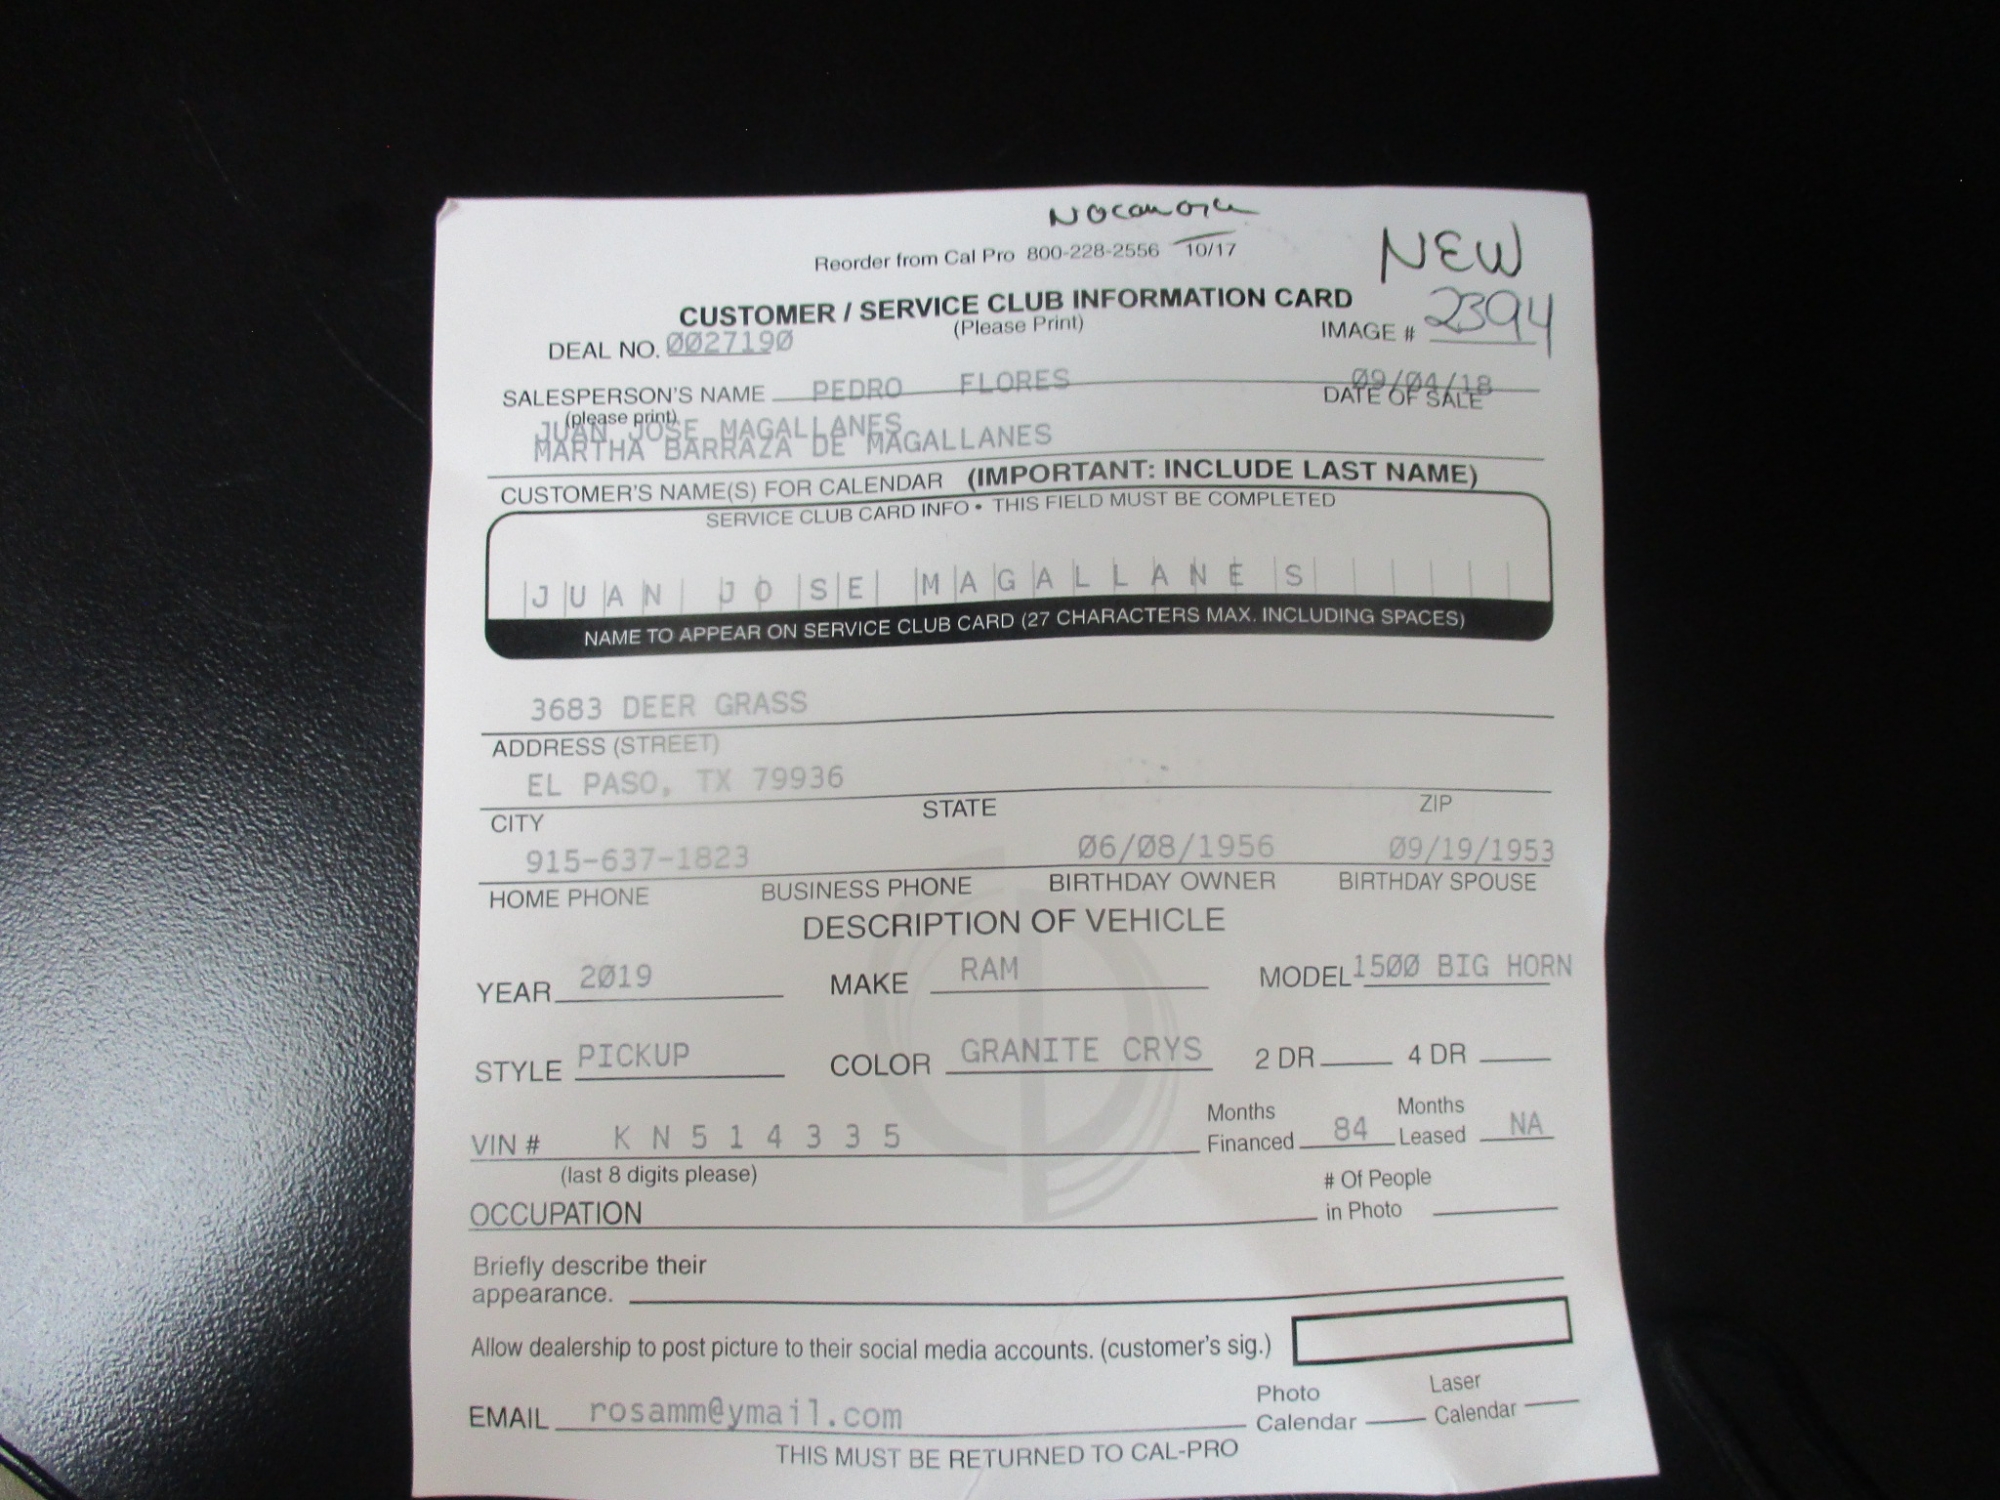 Reorder from Cal Pro 800-228-2556 10/17
NEW
CUSTOMER / SERVICE CLUB INFORMATION CARD
(Please Print)
DEAL NO. 0027190
IMAGE # 2394
SALESPERSON'S NAME PEDRO FLORES
(please print)
09/04/18
DATE OF SALE
JUAN JOSE MAGALLANES
MARTHA BARRAZA DE MAGALLANES
CUSTOMER'S NAME(S) FOR CALENDAR (IMPORTANT: INCLUDE LAST NAME)
SERVICE CLUB CARD INFO • THIS FIELD MUST BE COMPLETED
JUAN JOSE MAGALLANES
NAME TO APPEAR ON SERVICE CLUB CARD (27 CHARACTERS MAX. INCLUDING SPACES)
3683 DEER GRASS
ADDRESS (STREET)
EL PASO, TX 79936
CITY STATE ZIP
915-637-1823 06/08/1956 09/19/1953
HOME PHONE BUSINESS PHONE BIRTHDAY OWNER BIRTHDAY SPOUSE
DESCRIPTION OF VEHICLE
YEAR 2019 MAKE RAM MODEL 1500 BIG HORN
STYLE PICKUP COLOR GRANITE CRYS 2 DR 4 DR
VIN # KN514335 Months Financed 84 Months Leased NA
(last 8 digits please)
OCCUPATION # Of People in Photo
Briefly describe their
appearance.
Allow dealership to post picture to their social media accounts. (customer's sig.)
EMAIL rosamm@ymail.com Photo Calendar Laser Calendar
THIS MUST BE RETURNED TO CAL-PRO